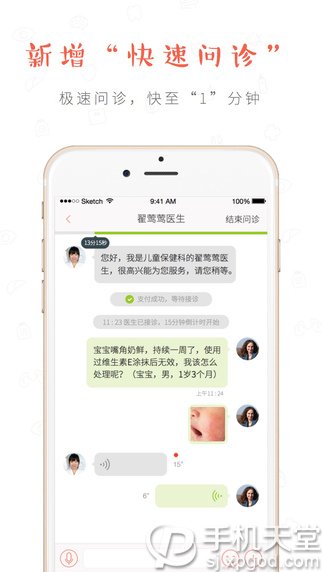 新增“快速问诊”
极速问诊，快至“1”分钟
Sketch
9:41 AM
100%
翟莺莺医生
结束问诊
13分15秒
您好，我是儿童保健科的翟莺莺医
生，很高兴能为您服务，请您稍等。
支付成功，等待接诊
11:23 医生已接诊，15分钟倒计时开始
宝宝嘴角奶鲜，持续一周了，使用
过维生素E涂抹后无效，我该怎么
处理呢？（宝宝，男，1岁3个月）
上午11:24
15"
6"
手机天堂
sjxpgod.com